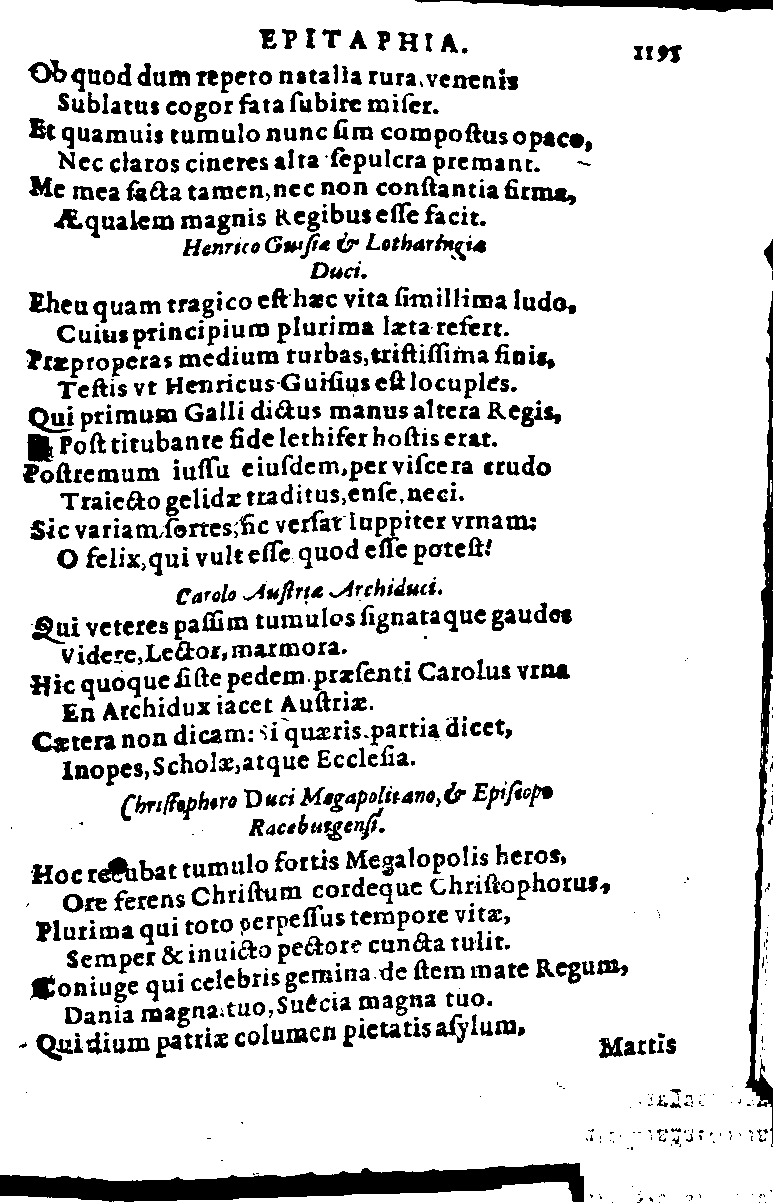 EPITAPHIA. 1195
Ob quod dum repeto natalia rura, venenis
Sublatus cogor fata ſubire miſer.
Et quamuis tumulo nunc ſim compoſtus opaco,
Nec claros cineres alta ſepulcra premant.
Me mea facta tamen, nec non conſtantia firma,
Æqualem magnis Regibus eſſe facit.
Henrico Guiſiæ & Lotharingiæ
Duci.
Eheu quam tragico eſt hæc vita ſimillima ludo,
Cuius principium plurima læta refert.
Præproperas medium turbas, triſtiſſima finis,
Teſtis vt Henricus Guiſius eſt locuples.
Qui primum Galli dictus manus altera Regis,
Poſt titubante fide lethifer hoſtis erat.
Poſtremum iuſſu eiuſdem, per viſcera crudo
Traiecto gelidæ traditus, enſe, neci.
Sic variam ſortes, ſic verſat Iuppiter vrnam:
O felix, qui vult eſſe quod eſſe poteſt!
Carolo Auſtriæ Archiduci.
Qui veteres paſſim tumulos ſignataque gaudes
Videre, Lector, marmora.
Hic quoque ſiſte pedem. præſenti Carolus vrna
En Archidux iacet Auſtriæ.
Cætera non dicam: Si quæris. partia dicet,
Inopes, Scholæ, atque Eccleſia.
Chriſtophoro Duci Megapolitano, & Epiſcopo
Raceburgenſi.
Hoc recubat tumulo fortis Megalopolis heros,
Ore ferens Chriſtum cordeque Chriſtophorus,
Plurima qui toto perpeſſus tempore vitæ,
Semper & inuicto pectore cuncta tulit.
Coniuge qui celebris gemina de ſtemmate Regum,
Dania magna tuo, Suecia magna tuo.
Qui dium patriæ columen pietatis aſylum,
Martis